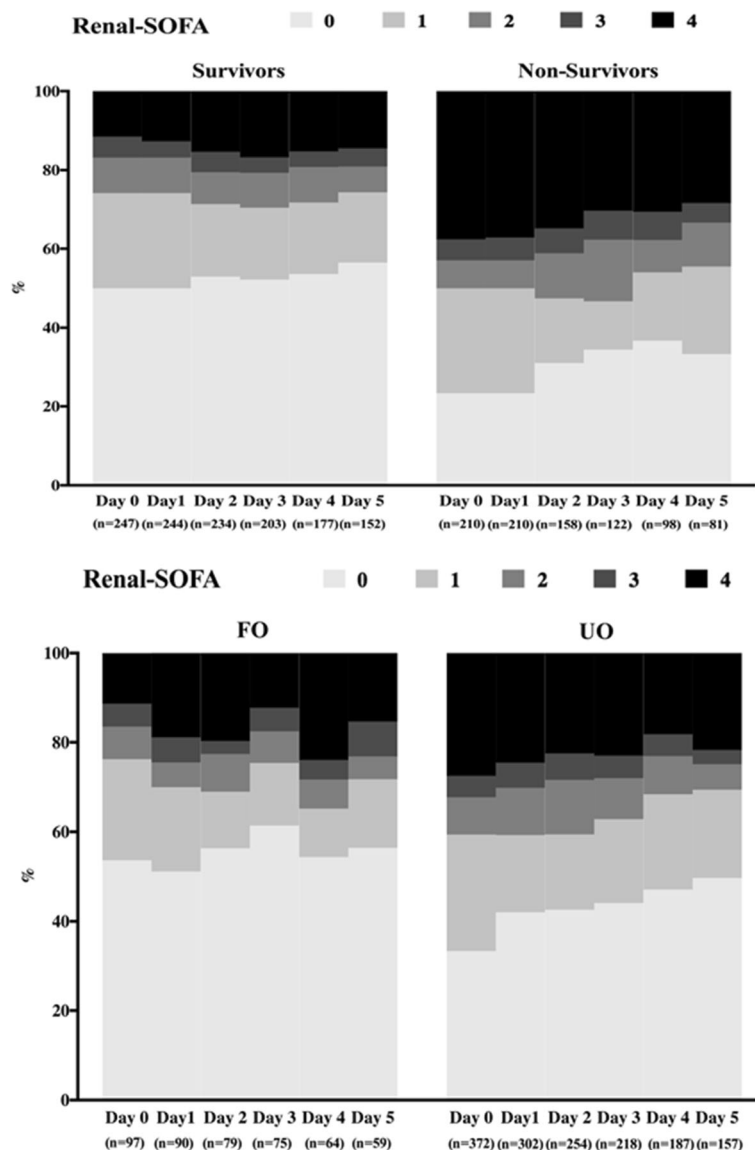 Renal-SOFA 0 1 2 3 4
Survivors Non-Survivors
100
80
60
%
40
20
0
Day 0 Day1 Day 2 Day 3 Day 4 Day 5 Day 0 Day1 Day 2 Day 3 Day 4 Day 5
(n=247) (n=244) (n=234) (n=203) (n=177) (n=152) (n=210) (n=210) (n=158) (n=122) (n=98) (n=81)
Renal-SOFA 0 1 2 3 4
FO UO
100
80
60
%
40
20
0
Day 0 Day1 Day 2 Day 3 Day 4 Day 5 Day 0 Day1 Day 2 Day 3 Day 4 Day 5
(n=97) (n=90) (n=79) (n=75) (n=64) (n=59) (n=372) (n=302) (n=254) (n=218) (n=187) (n=157)